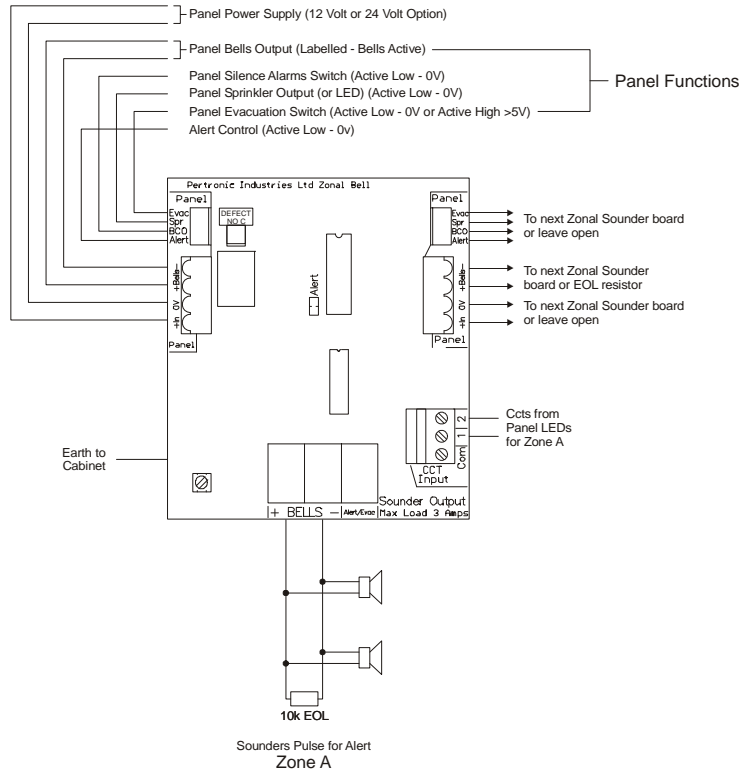 Panel Power Supply (12 Volt or 24 Volt Option)
Panel Bells Output (Labelled - Bells Active)
Panel Silence Alarms Switch (Active Low - 0V)
Panel Sprinkler Output (or LED) (Active Low - 0V)
Panel Evacuation Switch (Active Low - 0V or Active High >5V)
Alert Control (Active Low - 0v)
Panel Functions
Pertronic Industries Ltd Zonal Bell
Panel
Evac
Spr
BCO
Alert
DEFECT
NO C
-
+Bells
0V
+In
Panel
Alert
Panel
Evac
Spr
BCO
Alert
Bells-
+
0V
+In
Panel
To next Zonal Sounder board
or leave open
To next Zonal Sounder
board or EOL resistor
To next Zonal Sounder board
or leave open
Ccts from
Panel LEDs
for Zone A
2
1
Com
CCT
Input
Earth to
Cabinet
Sounder Output
+ BELLS - Alert/Evac Max Load 3 Amps
10k EOL
Sounders Pulse for Alert
Zone A